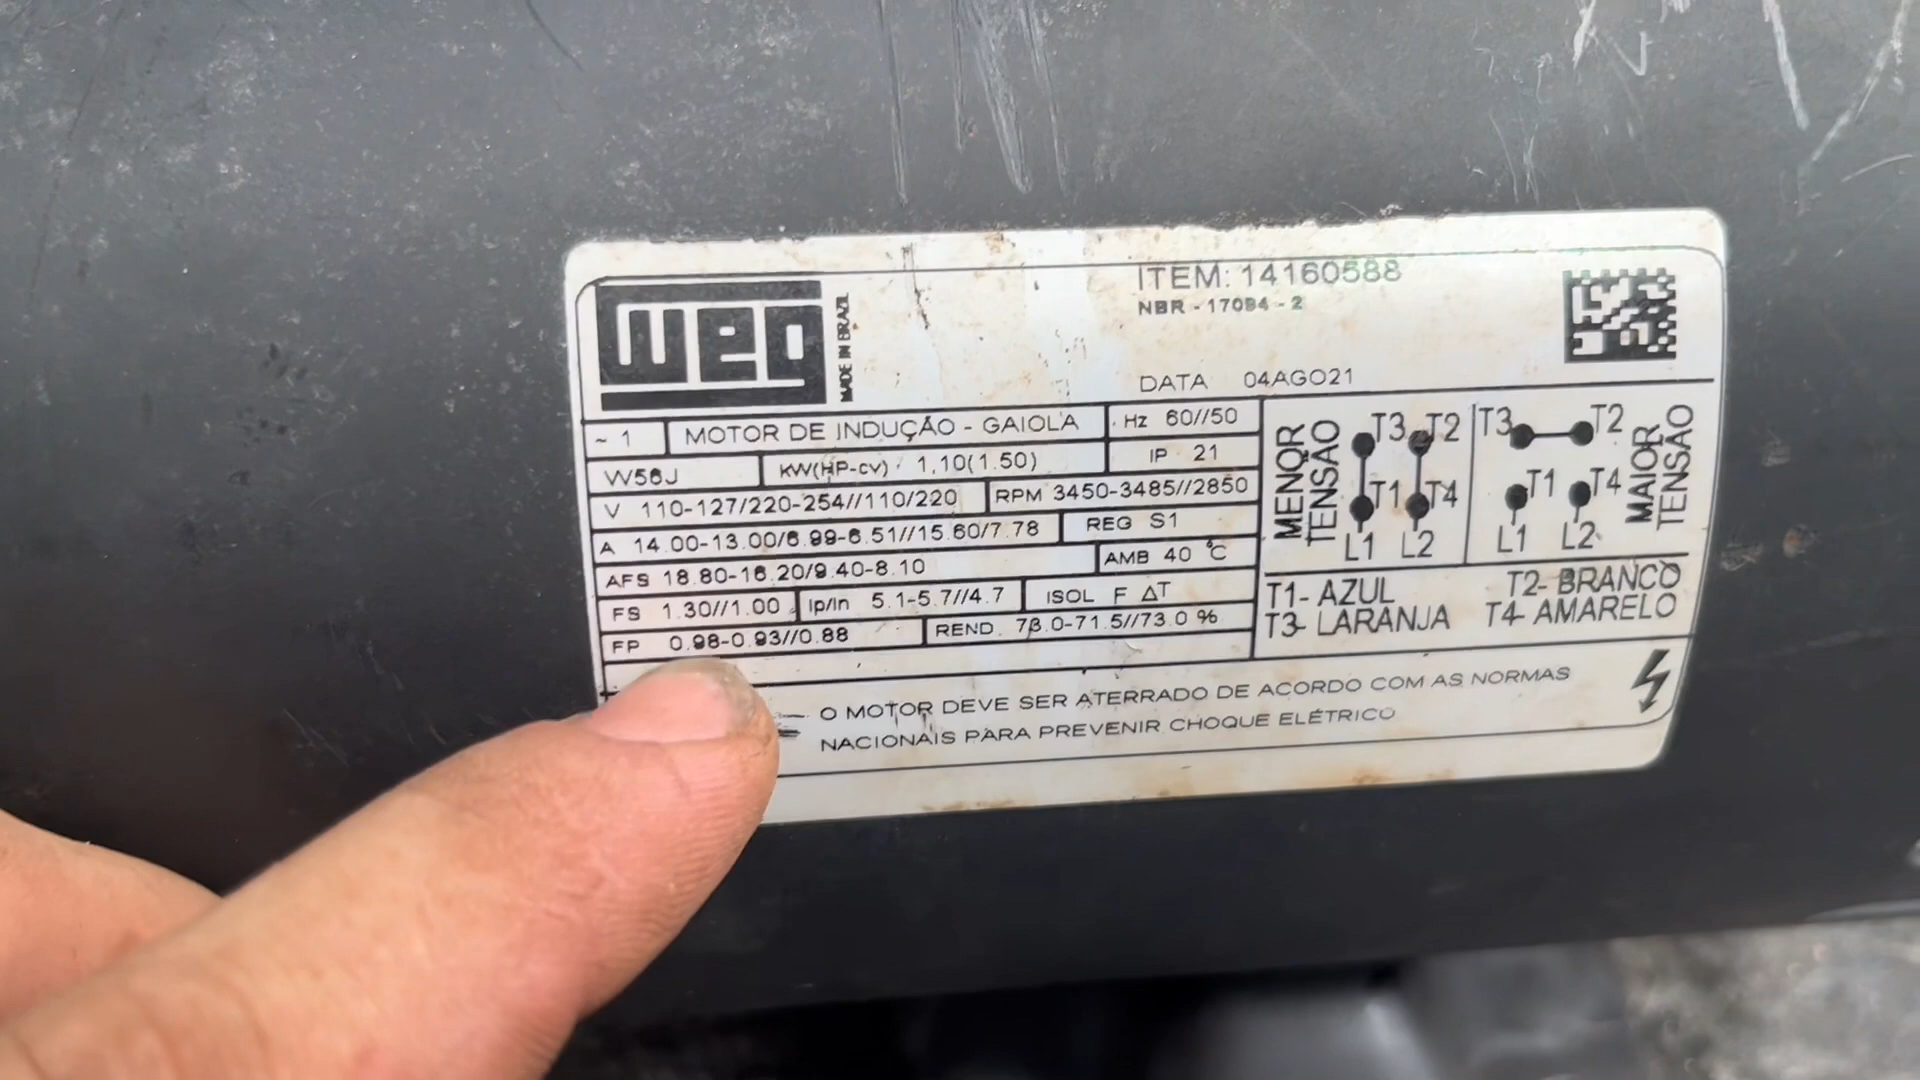 weg
MADE IN BRAZIL
ITEM: 14160588
NBR - 17094 - 2
DATA 04AGO21
~ 1 MOTOR DE INDUÇÃO - GAIOLA Hz 60//50
W56J KW(HP-cv) 1,10(1.50) IP 21
V 110-127/220-254//110/220 RPM 3450-3485//2850
A 14.00-13.00/6.99-6.51//15.60/7.78 REG S1
AFS 18.80-16.20/9.40-8.10 AMB 40 °C
FS 1.30//1.00 Ip/In 5.1-5.7//4.7 ISOL F ΔT
FP 0.98-0.93//0.88 REND. 73.0-71.5//73.0 %
MENOR TENSÃO
T3 T2
T1 T4
L1 L2
T3 T2
T1 T4
L1 L2
MAIOR TENSÃO
T1- AZUL T2- BRANCO
T3- LARANJA T4- AMARELO
O MOTOR DEVE SER ATERRADO DE ACORDO COM AS NORMAS
NACIONAIS PARA PREVENIR CHOQUE ELÉTRICO